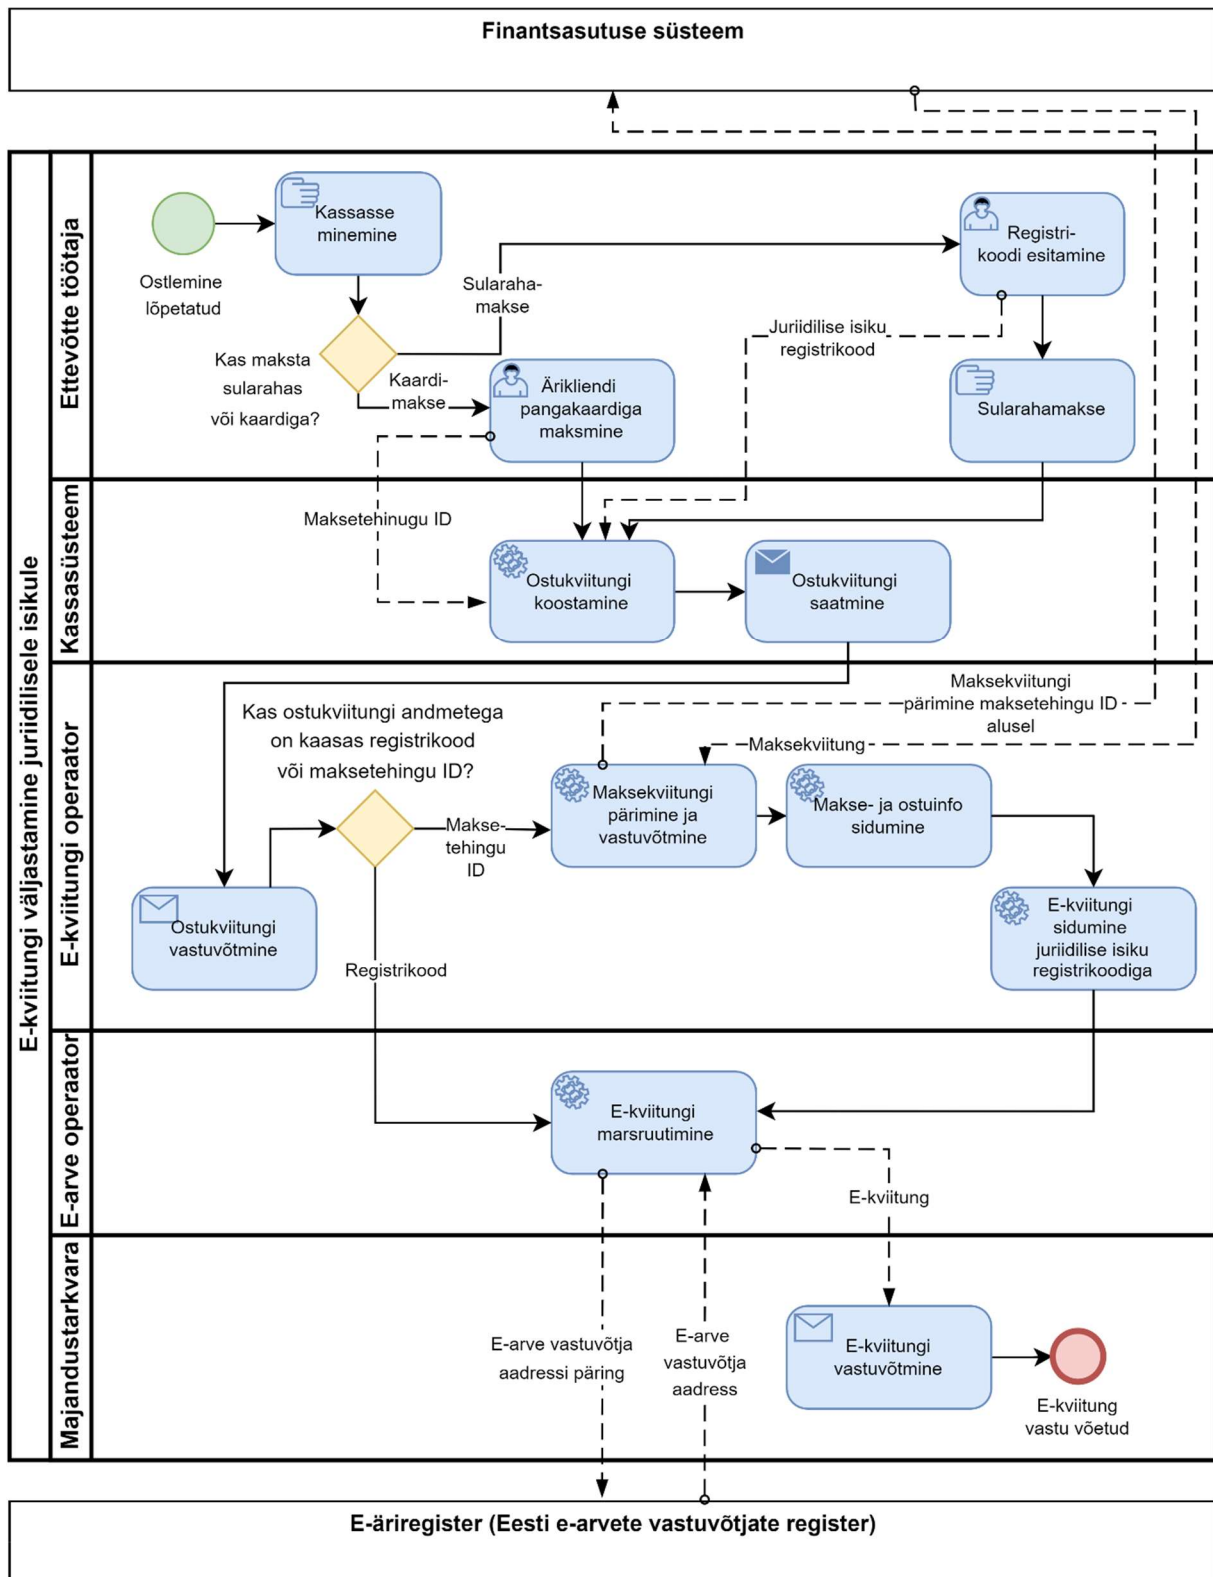 Finantsasutuse süsteem
E-kviitungi väljastamine juriidilisele isikule
Ettevõtte töötaja
Ostlemine
lõpetatud
Kassasse
minemine
Kas maksta
sularahas
või kaardiga?
Sularaha-
makse
Kaardi-
makse
Ärikliendi
pangakaardiga
maksmine
Registri-
koodi esitamine
Juriidilise isiku
registrikood
Sularahamakse
Kassasüsteem
Maksetehinugu ID
Ostukviitungi
koostamine
Ostukviitungi
saatmine
E-kviitungi operaator
Kas ostukviitungi andmetega
on kaasas registrikood
või maksetehingu ID?
Maksekviitungi
pärimine maksetehingu ID
alusel
Maksekviitung
Ostukviitungi
vastuvõtmine
Makse-
tehingu
ID
Registrikood
Maksekviitungi
pärimine ja
vastuvõtmine
Makse- ja ostuinfo
sidumine
E-kviitungi
sidumine
juriidilise isiku
registrikoodiga
E-arve operaator
E-kviitungi
marsruutimine
E-kviitung
Majandustarkvara
E-arve vastuvõtja
aadressi päring
E-arve
vastuvõtja
aadress
E-kviitungi
vastuvõtmine
E-kviitung
vastu võetud
E-äriregister (Eesti e-arvete vastuvõtjate register)